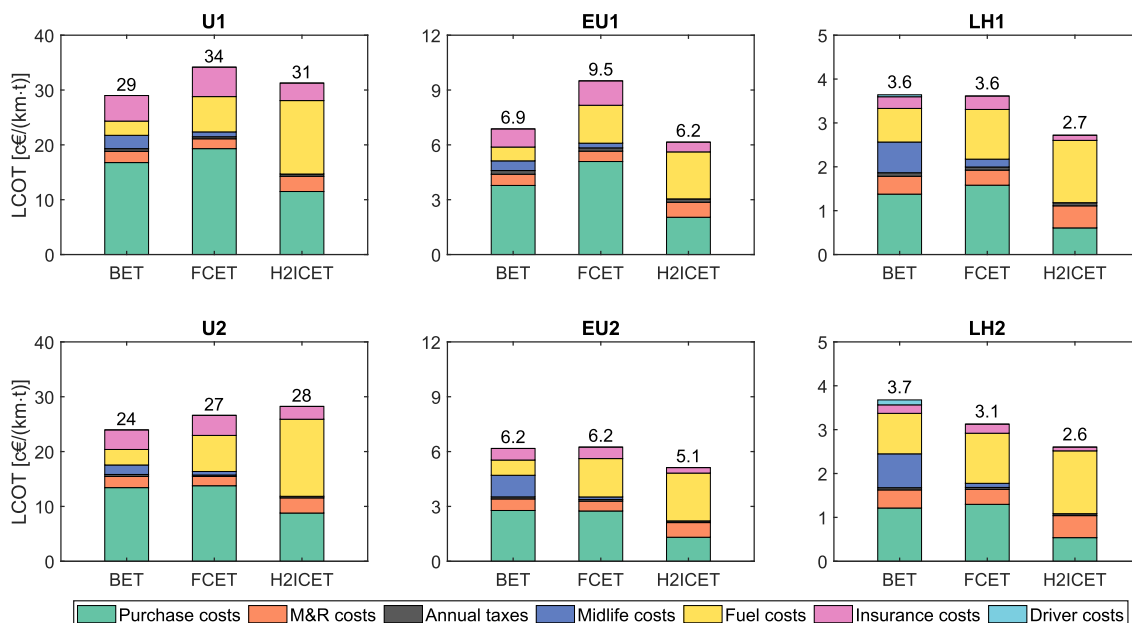 U1
EU1
LH1
LCOT [c€/(km·t)]
40
30
20
10
0
29
34
31
BET
FCET
H2ICET
12
9
6
3
0
6.9
9.5
6.2
BET
FCET
H2ICET
5
4
3
2
1
0
3.6
3.6
2.7
BET
FCET
H2ICET
U2
EU2
LH2
LCOT [c€/(km·t)]
40
30
20
10
0
24
27
28
BET
FCET
H2ICET
12
9
6
3
0
6.2
6.2
5.1
BET
FCET
H2ICET
5
4
3
2
1
0
3.7
3.1
2.6
BET
FCET
H2ICET
Purchase costs M&R costs Annual taxes Midlife costs Fuel costs Insurance costs Driver costs